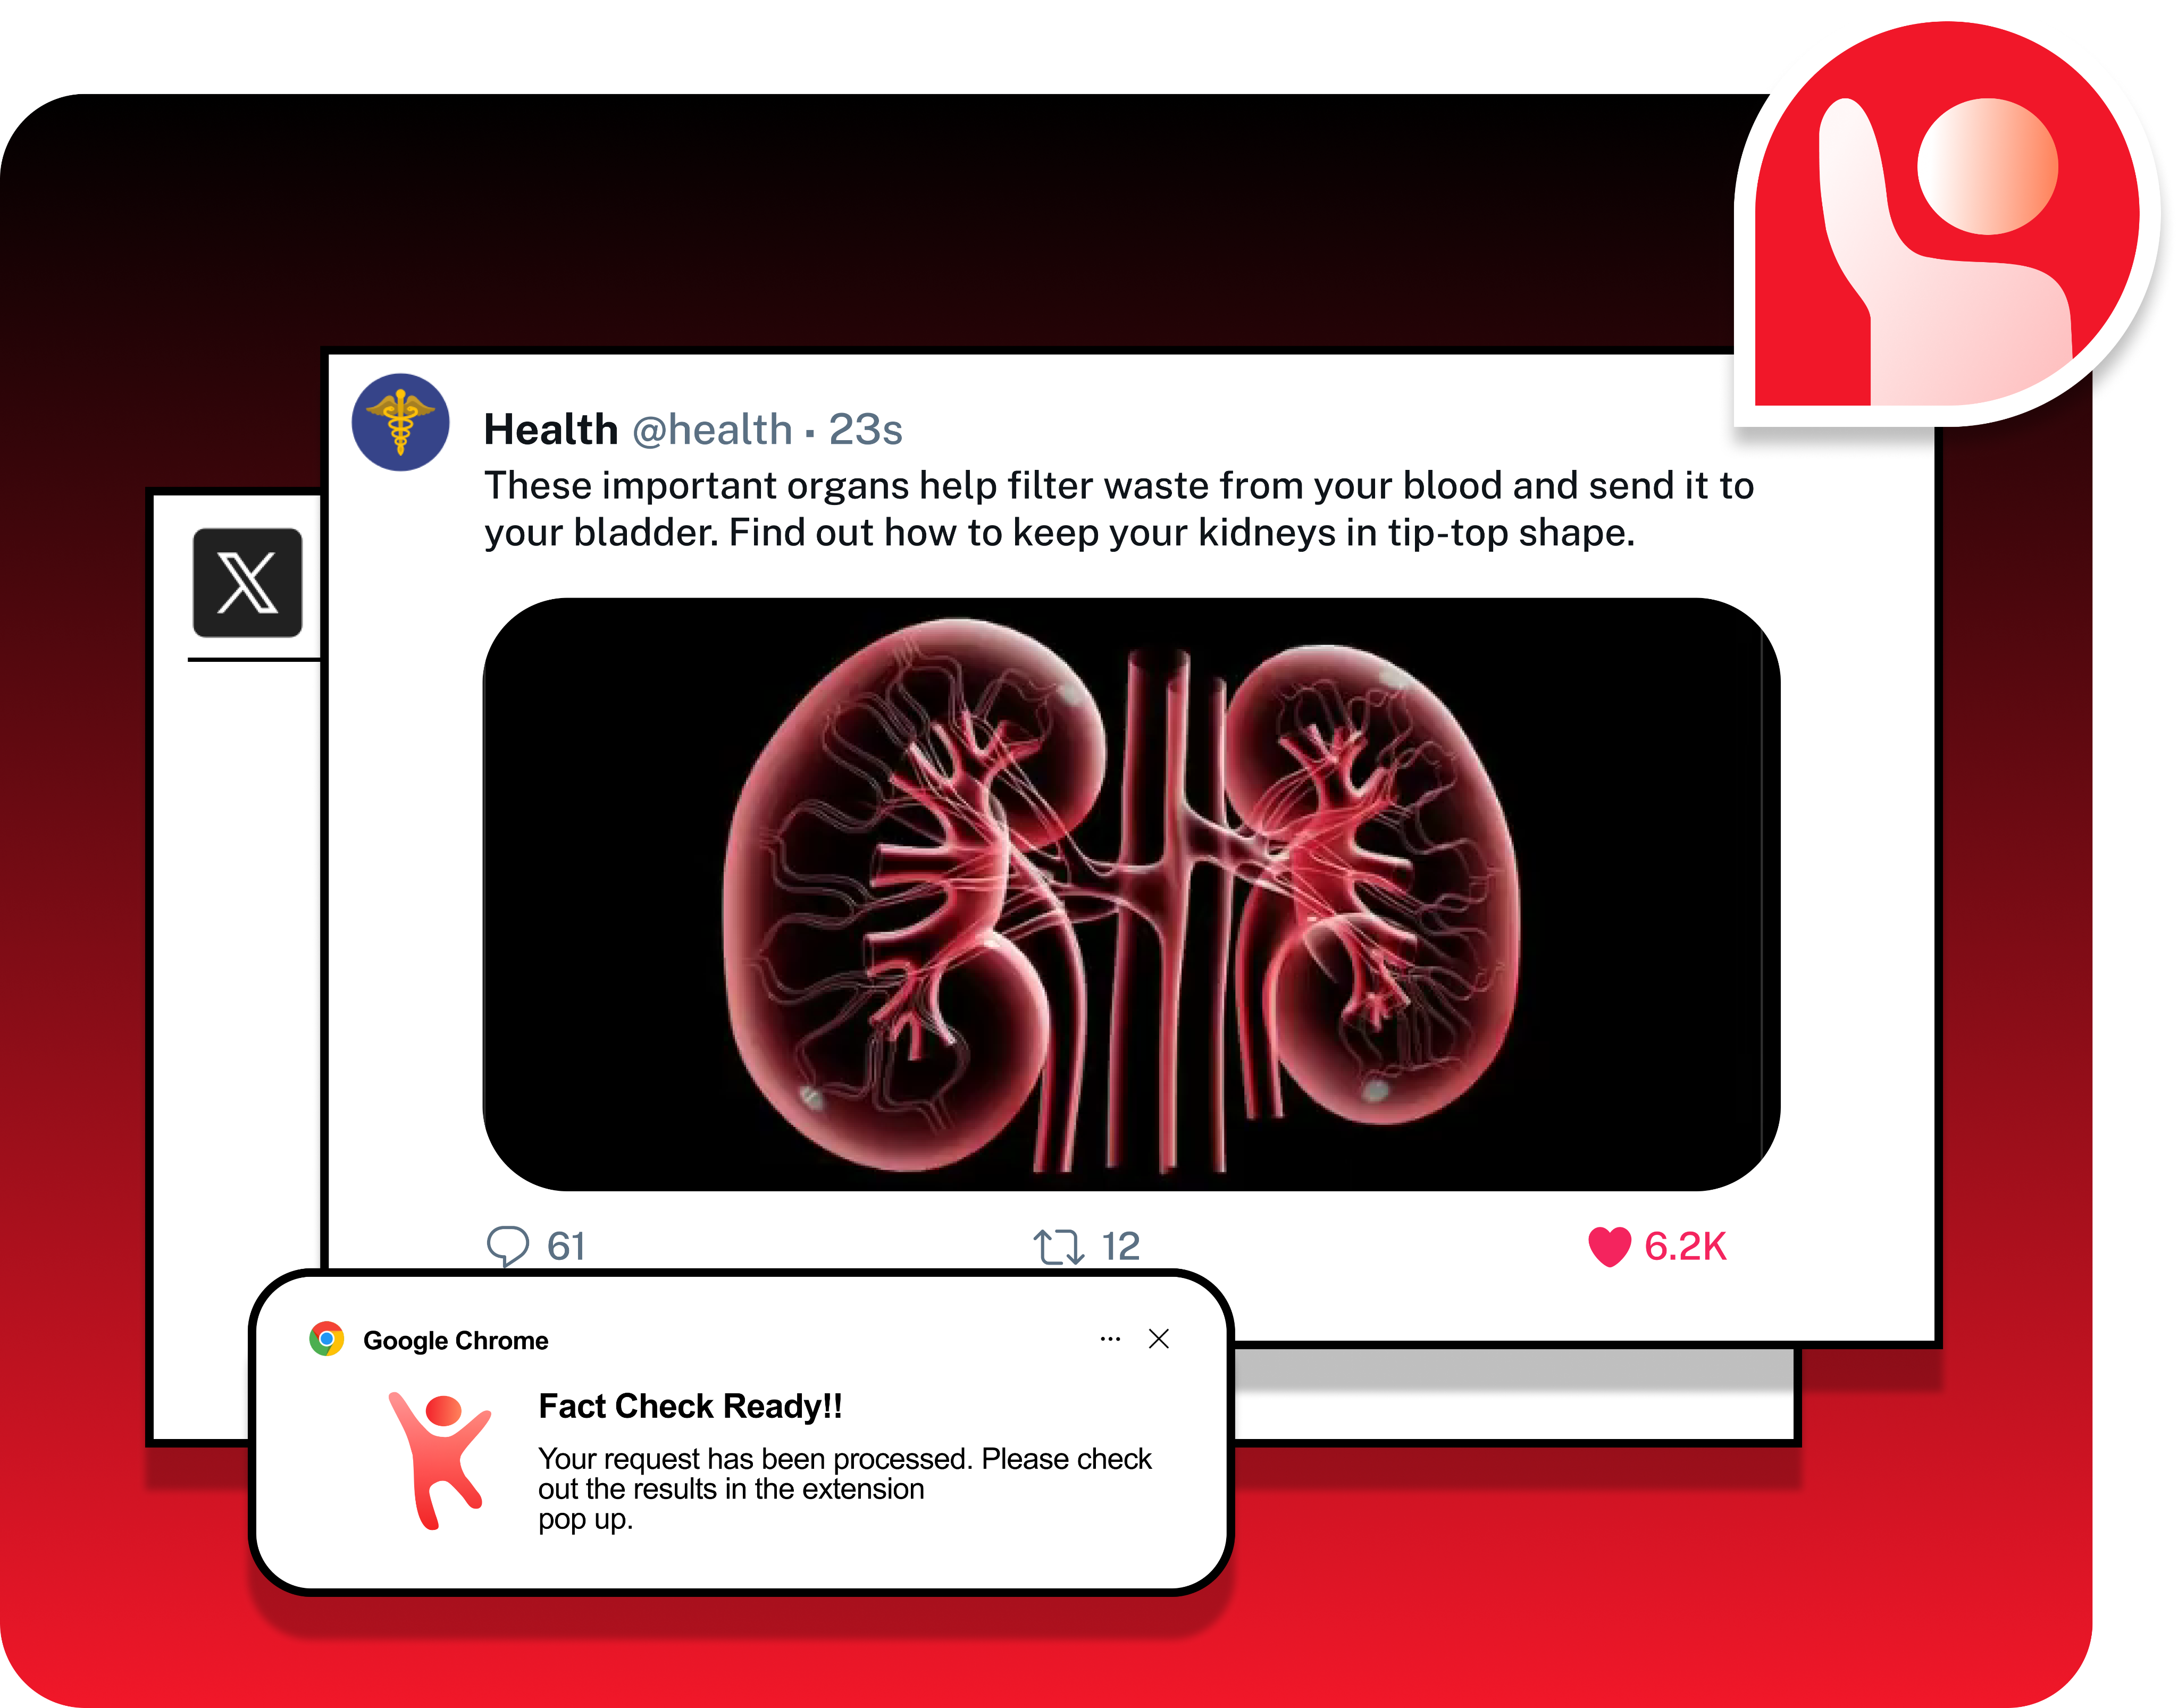 Health @health · 23s
These important organs help filter waste from your blood and send it to
your bladder. Find out how to keep your kidneys in tip-top shape.
X
61
12
6.2K
Google Chrome
Fact Check Ready!!
Your request has been processed. Please check
out the results in the extension
pop up.